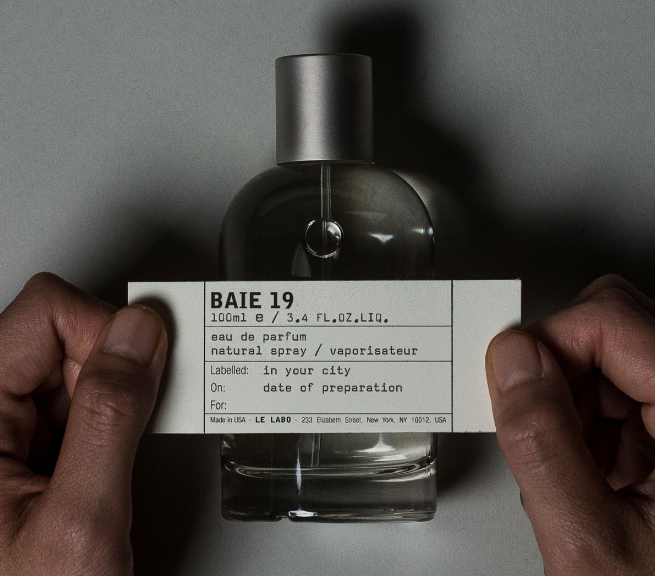 BAIE 19
100ml e / 3.4 FL.OZ.LIQ.
eau de parfum
natural spray / vaporisateur
Labelled: in your city
On: date of preparation
For:
Made in USA - LE LABO - 233 Elizabeth Street, New York, NY 10012, USA